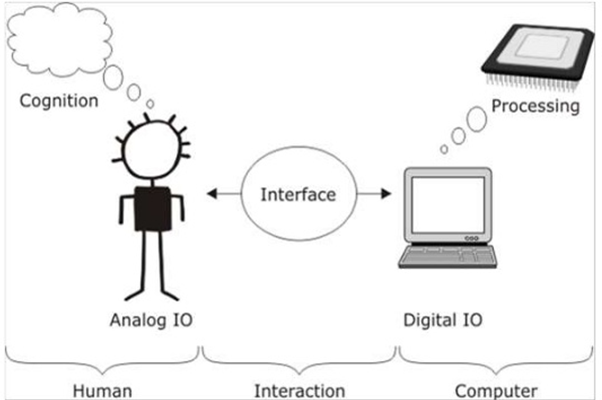 Cognition
Processing
Interface
Analog IO
Digital IO
Human
Interaction
Computer